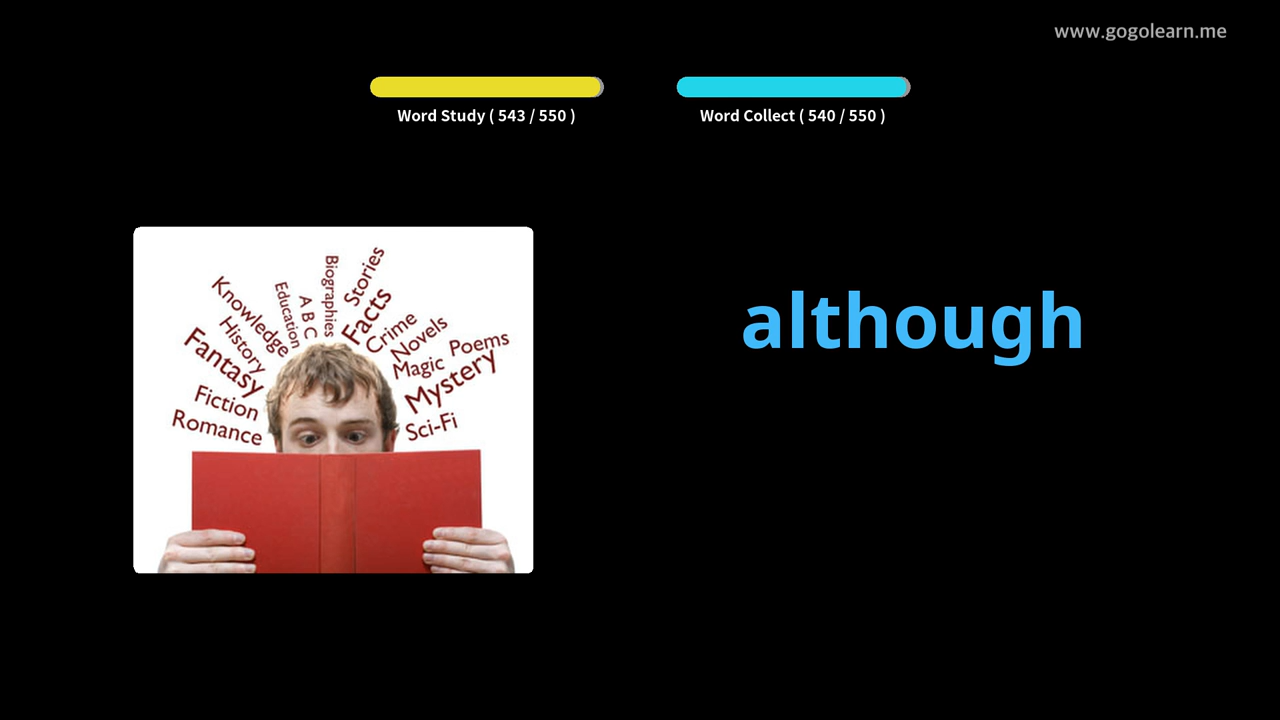 www.gogolearn.me
Word Study ( 543 / 550 )
Word Collect ( 540 / 550 )
although
Romance
Fiction
Fantasy
History
Knowledge
Education
A B C
Biographies
Stories
Facts
Crime
Novels
Magic
Poems
Mystery
Sci-Fi